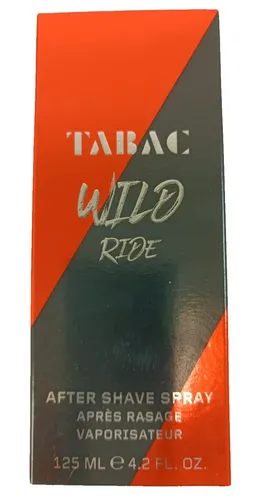 TABAC
WILD
RIDE
AFTER SHAVE SPRAY
APRÈS RASAGE
VAPORISATEUR
125 ML ℮ 4.2 FL. OZ.